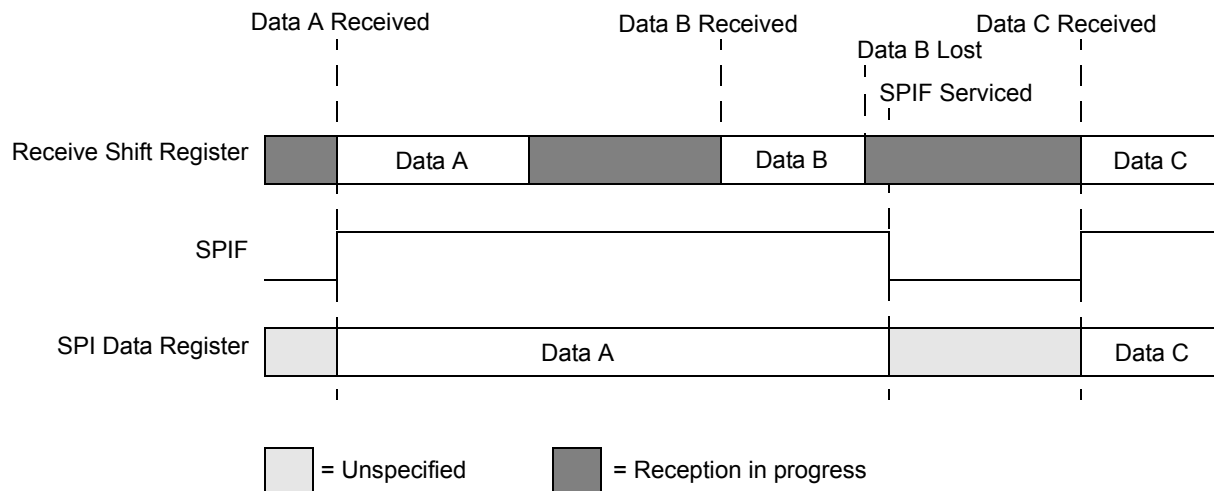 Data A Received
Data B Received
Data C Received
Data B Lost
SPIF Serviced
Receive Shift Register
Data A
Data B
Data C
SPIF
SPI Data Register
Data A
Data C
= Unspecified
= Reception in progress